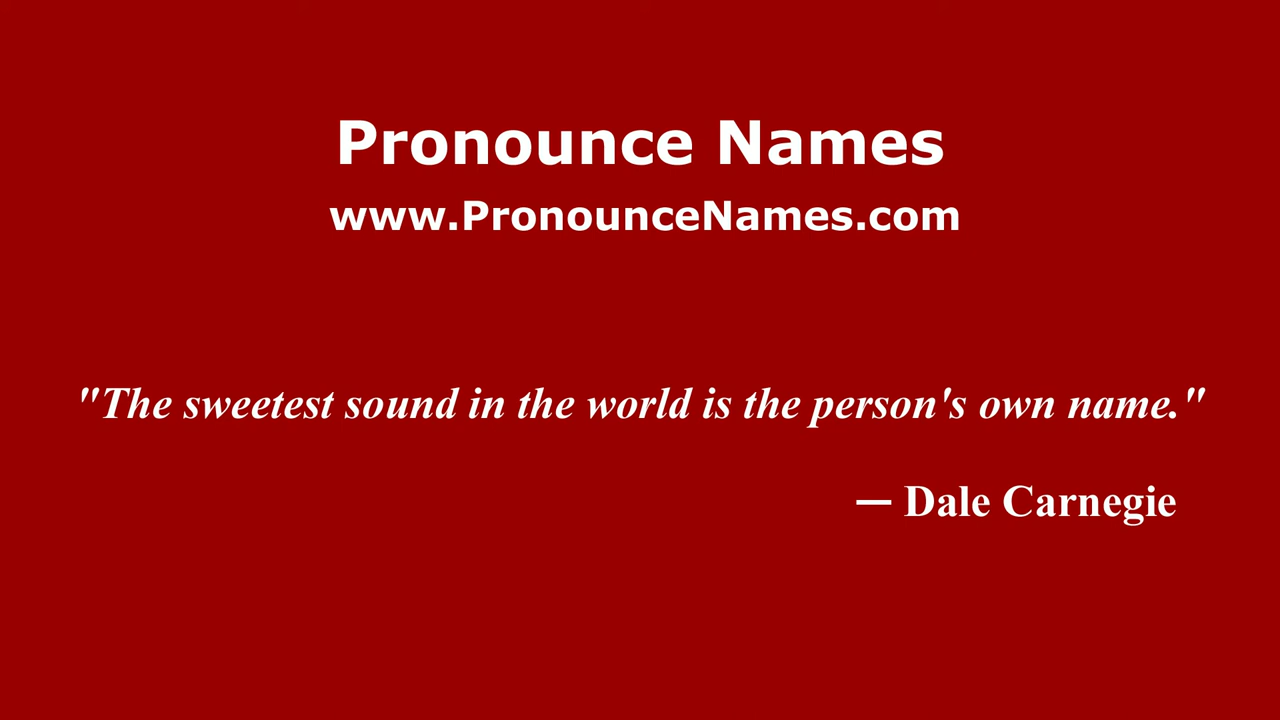 Pronounce Names
www.PronounceNames.com
"The sweetest sound in the world is the person's own name."
— Dale Carnegie